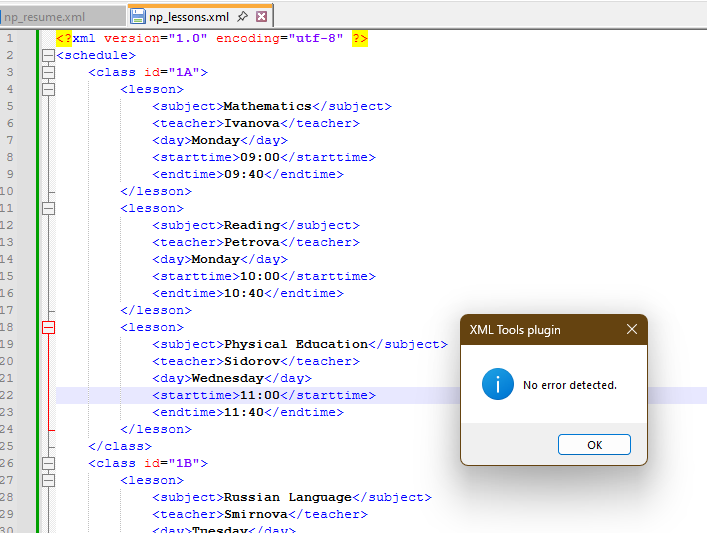 np_resume.xml np_lessons.xml
1 <?xml version="1.0" encoding="utf-8" ?>
2 <schedule>
3 <class id="1A">
4 <lesson>
5 <subject>Mathematics</subject>
6 <teacher>Ivanova</teacher>
7 <day>Monday</day>
8 <starttime>09:00</starttime>
9 <endtime>09:40</endtime>
10 </lesson>
11 <lesson>
12 <subject>Reading</subject>
13 <teacher>Petrova</teacher>
14 <day>Monday</day>
15 <starttime>10:00</starttime>
16 <endtime>10:40</endtime>
17 </lesson>
18 <lesson>
19 <subject>Physical Education</subject>
20 <teacher>Sidorov</teacher>
21 <day>Wednesday</day>
22 <starttime>11:00</starttime>
23 <endtime>11:40</endtime>
24 </lesson>
25 </class>
26 <class id="1B">
27 <lesson>
28 <subject>Russian Language</subject>
29 <teacher>Smirnova</teacher>
30 <day>Tuesday</day>
XML Tools plugin
No error detected.
OK